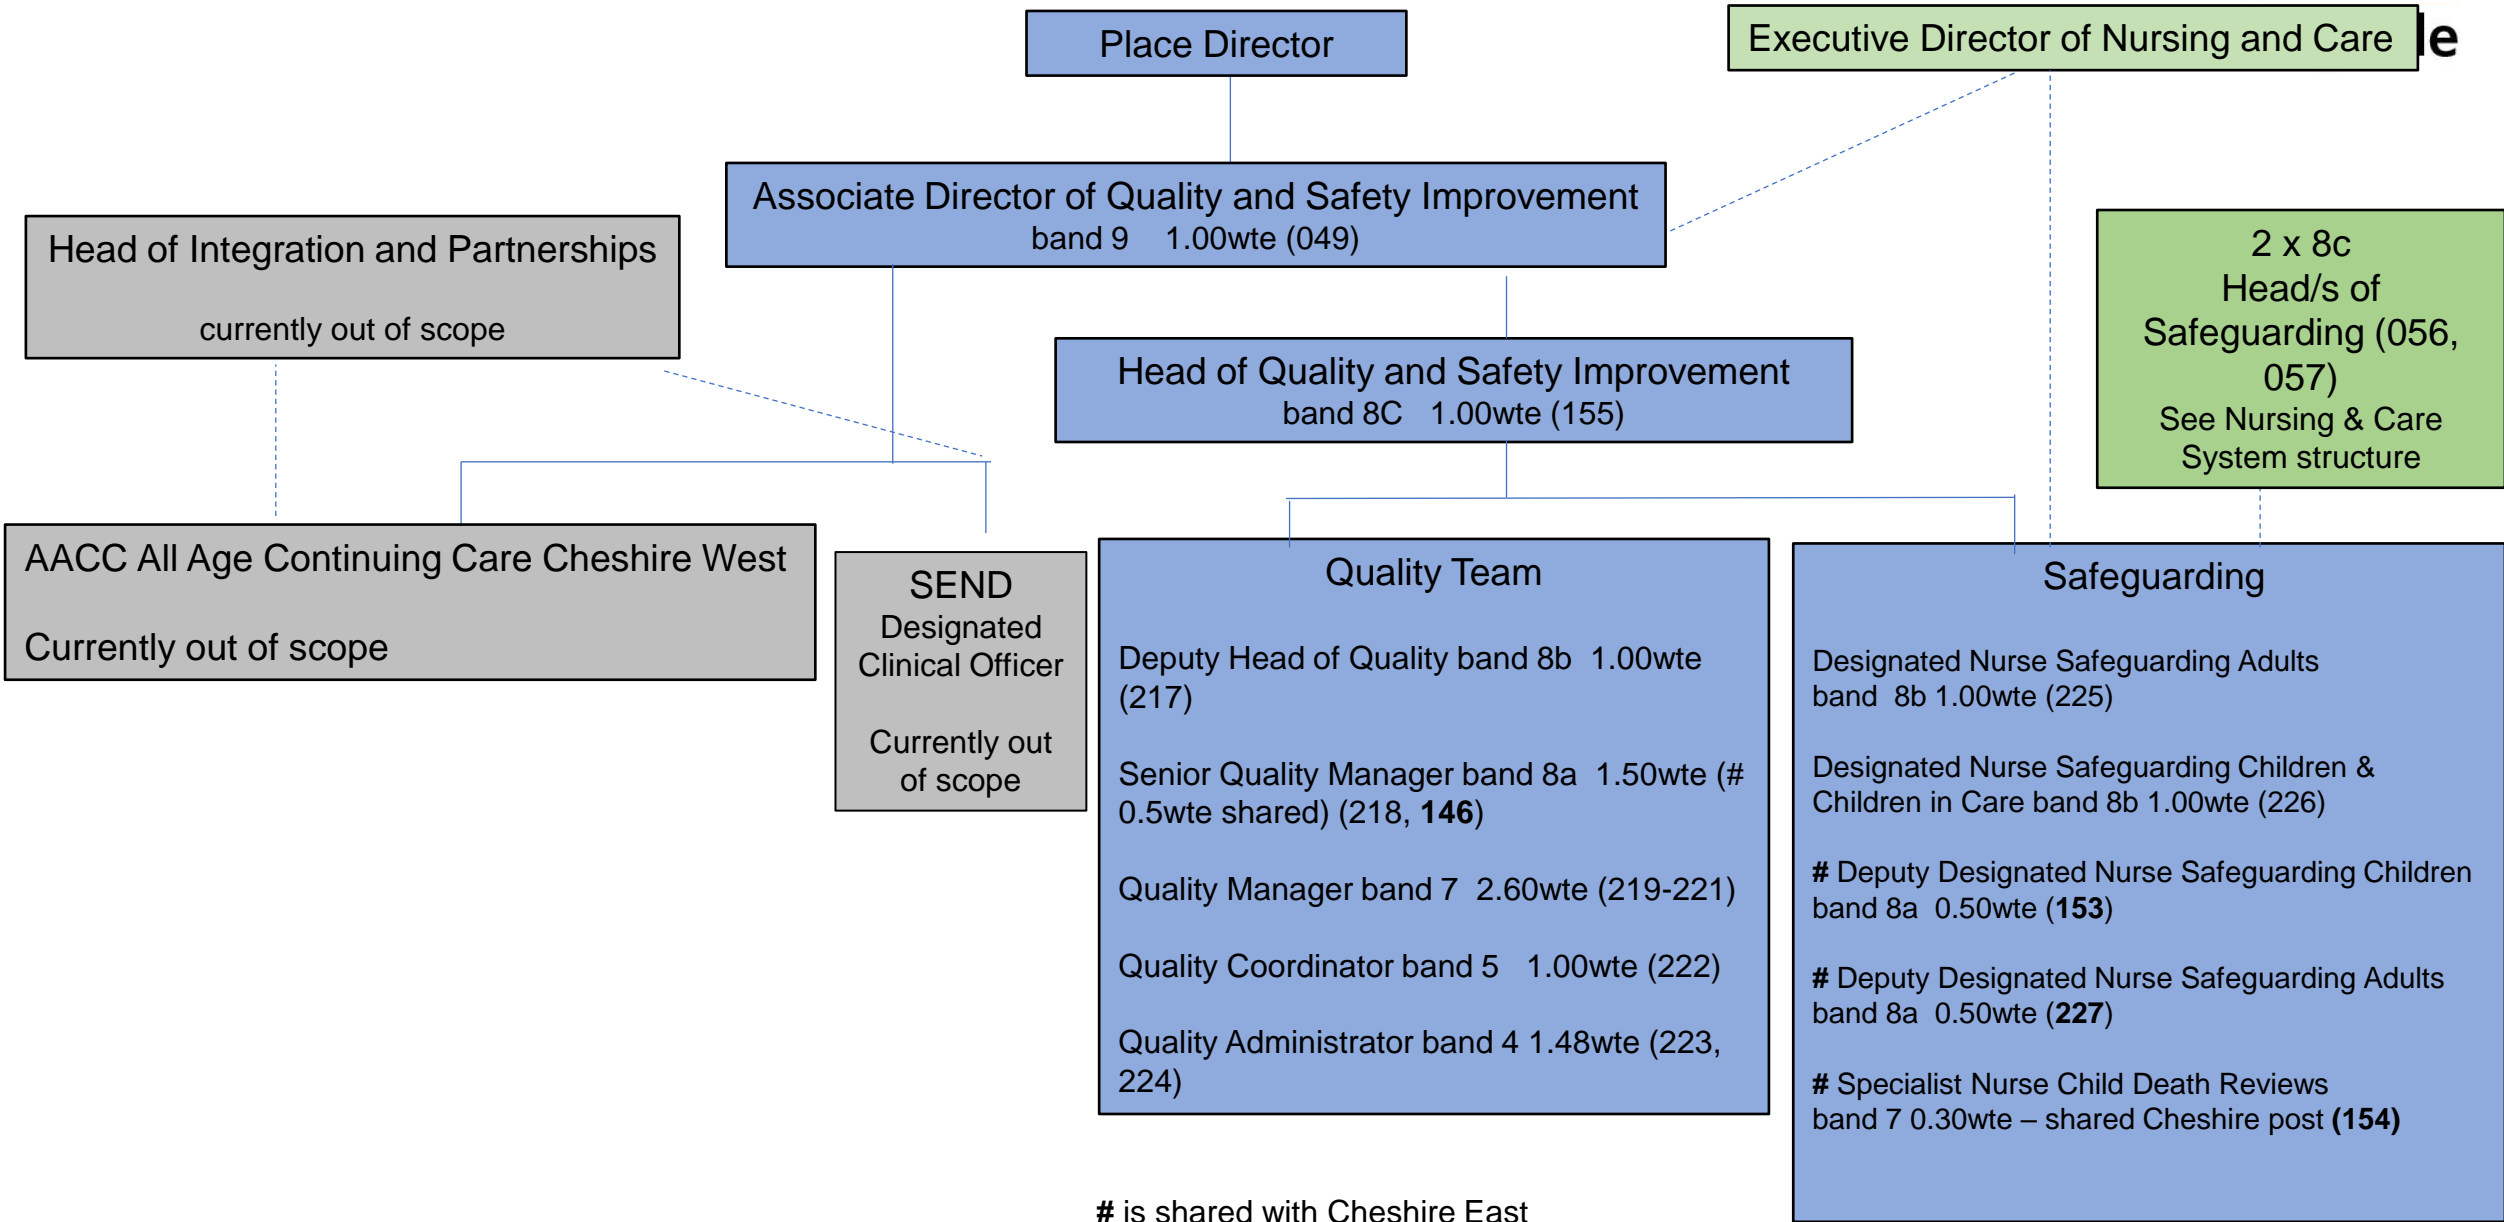 Place Director
Executive Director of Nursing and Care
le
Associate Director of Quality and Safety Improvement
band 9    1.00wte (049)
Head of Integration and Partnerships
currently out of scope
2 x 8c
Head/s of
Safeguarding (056,
057)
See Nursing & Care
System structure
Head of Quality and Safety Improvement
band 8C   1.00wte (155)
AACC All Age Continuing Care Cheshire West
Currently out of scope
SEND
Designated
Clinical Officer
Currently out
of scope
Quality Team
Deputy Head of Quality band 8b  1.00wte
(217)
Senior Quality Manager band 8a  1.50wte (#
0.5wte shared) (218, 146)
Quality Manager band 7  2.60wte (219-221)
Quality Coordinator band 5   1.00wte (222)
Quality Administrator band 4 1.48wte (223,
224)
Safeguarding
Designated Nurse Safeguarding Adults
band  8b 1.00wte (225)
Designated Nurse Safeguarding Children &
Children in Care band 8b 1.00wte (226)
# Deputy Designated Nurse Safeguarding Children
band 8a  0.50wte (153)
# Deputy Designated Nurse Safeguarding Adults
band 8a  0.50wte (227)
# Specialist Nurse Child Death Reviews
band 7 0.30wte – shared Cheshire post (154)
# is shared with Cheshire East